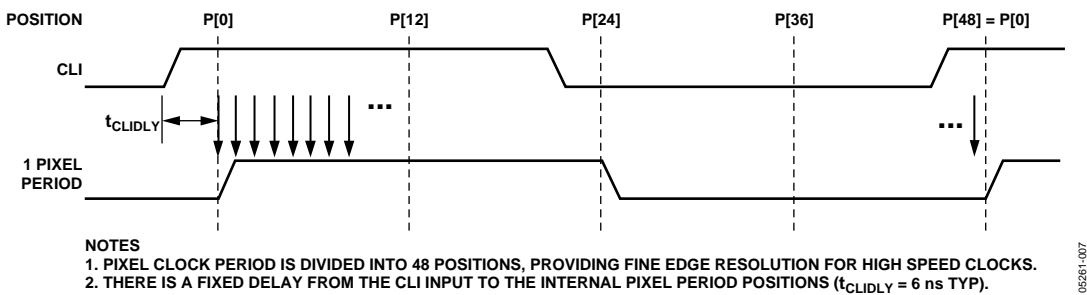 POSITION P[0] P[12] P[24] P[36] P[48] = P[0]
CLI
tCLIDLY
...
...
1 PIXEL
PERIOD
NOTES
1. PIXEL CLOCK PERIOD IS DIVIDED INTO 48 POSITIONS, PROVIDING FINE EDGE RESOLUTION FOR HIGH SPEED CLOCKS.
2. THERE IS A FIXED DELAY FROM THE CLI INPUT TO THE INTERNAL PIXEL PERIOD POSITIONS (tCLIDLY = 6 ns TYP).
05261-007